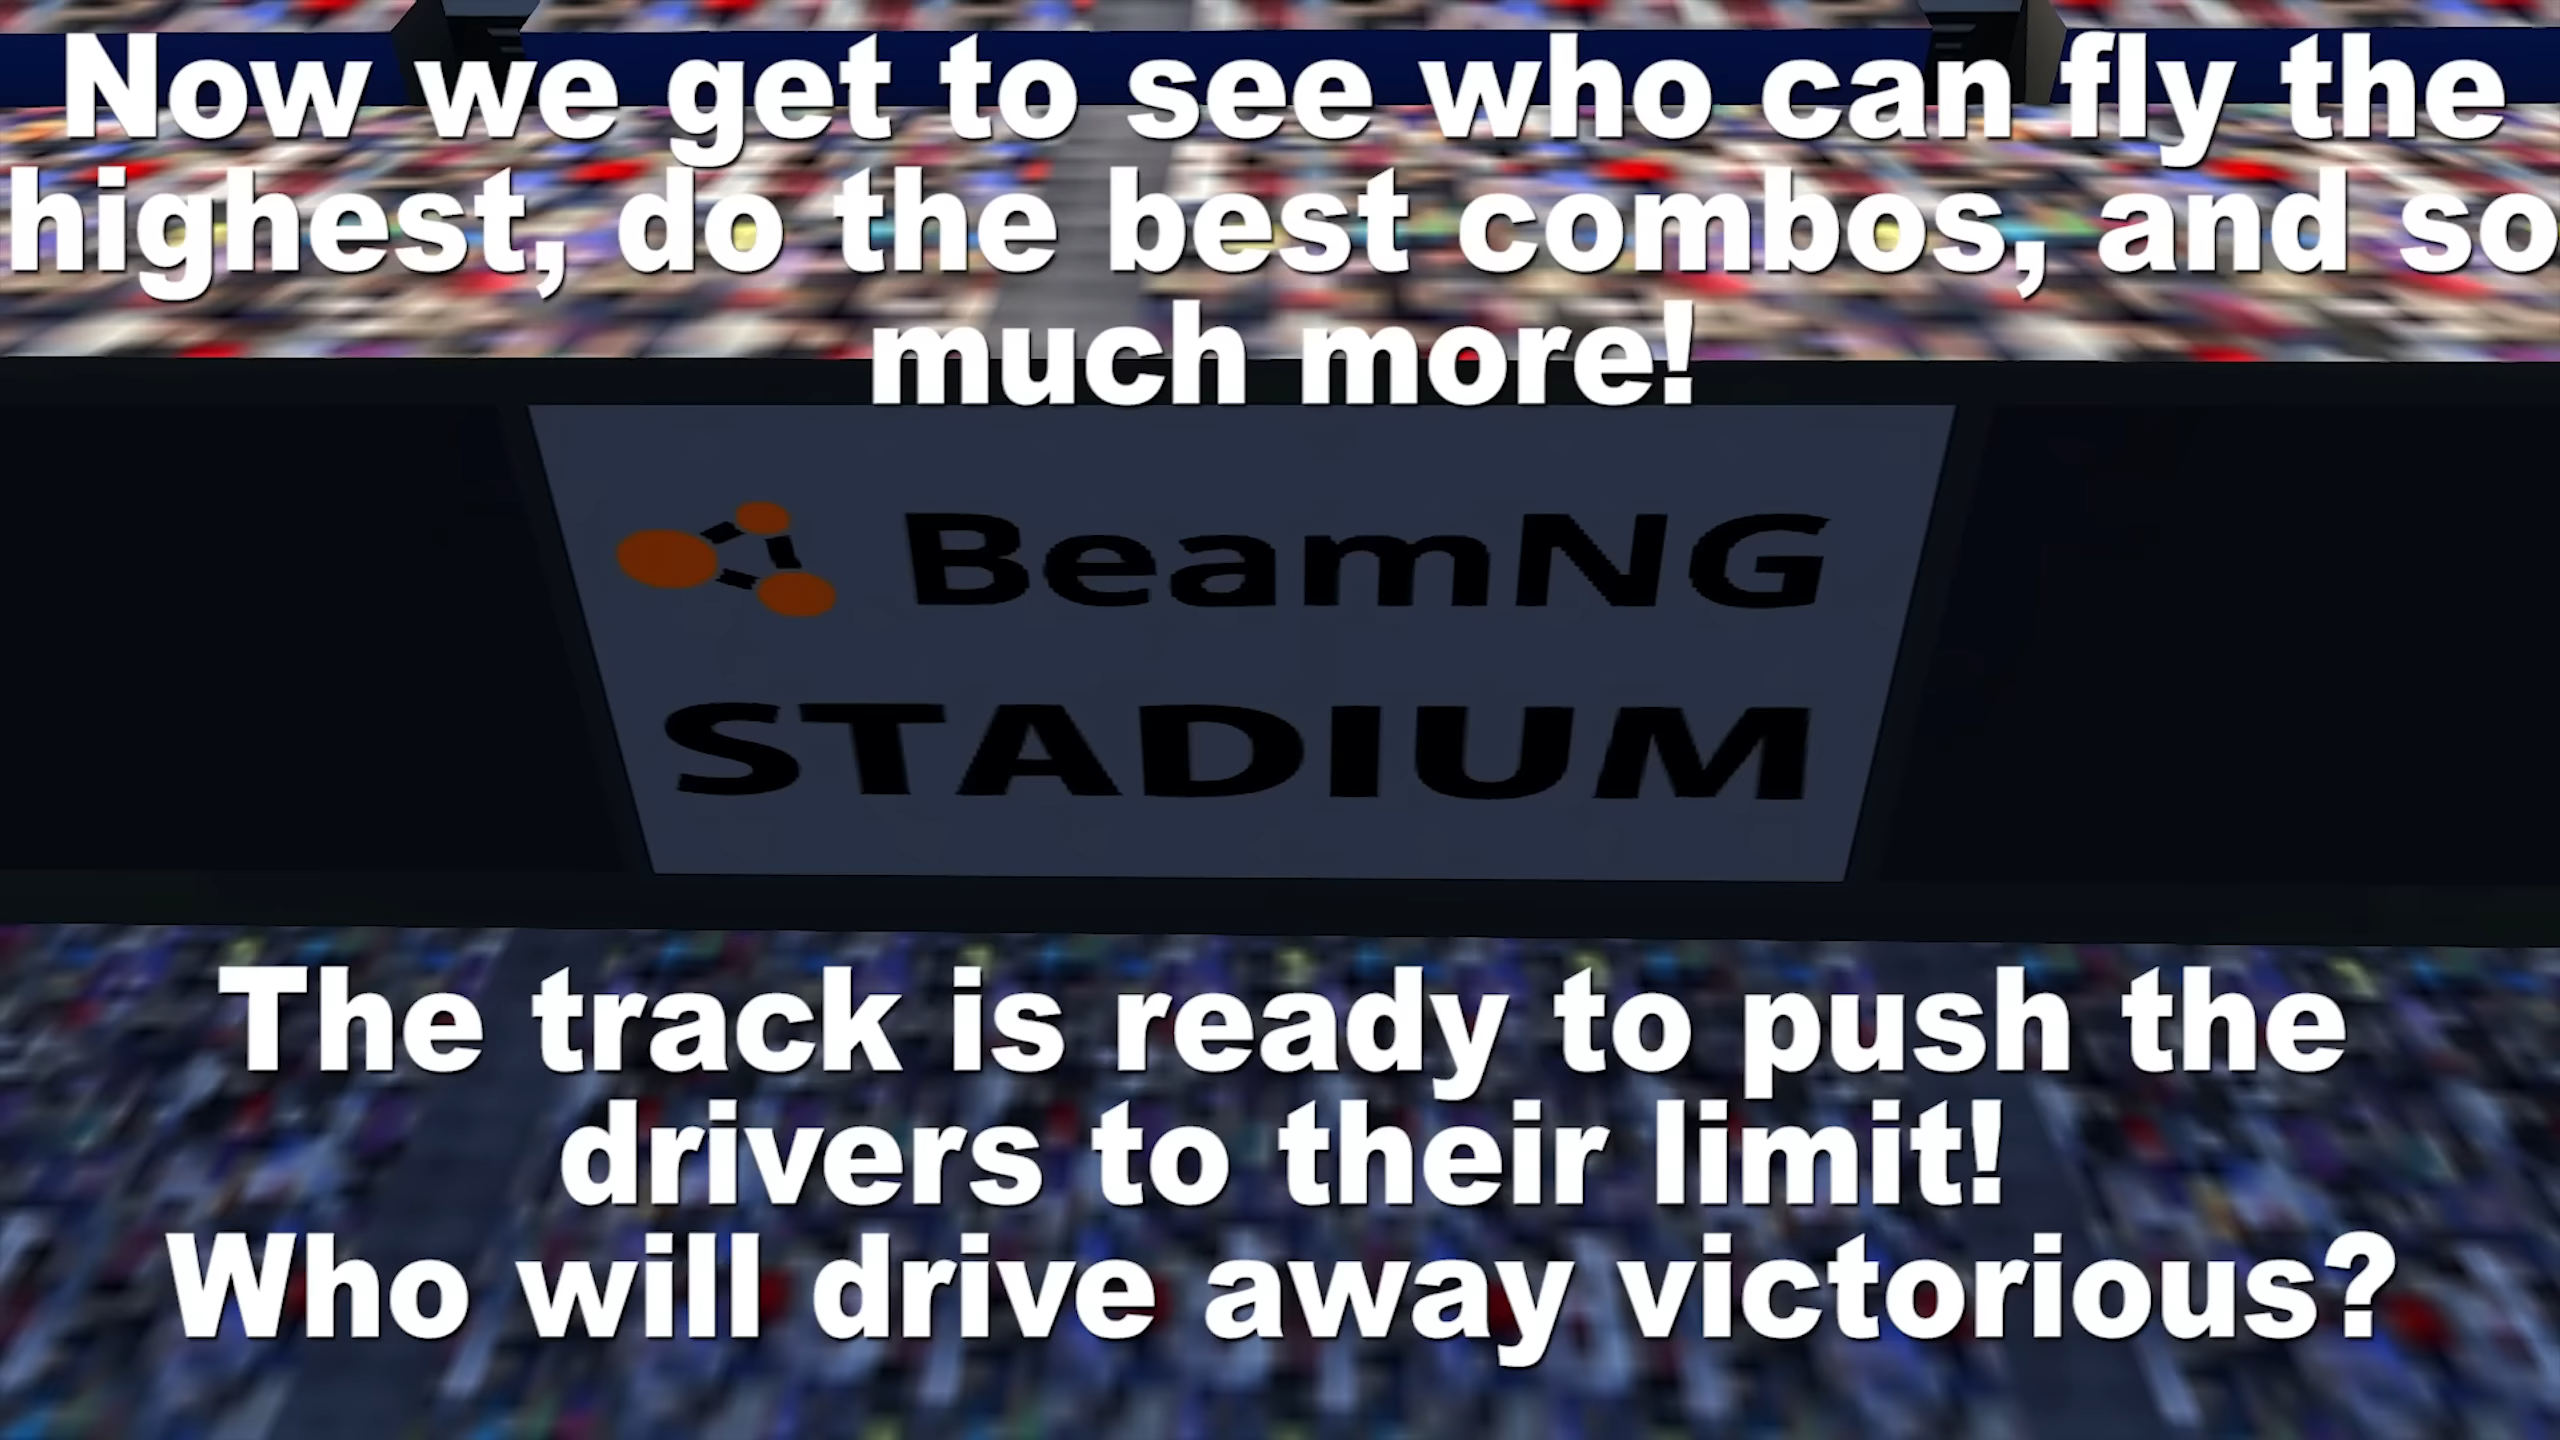 Now we get to see who can fly the
highest, do the best combos, and so
much more!
BeamNG
STADIUM
The track is ready to push the
drivers to their limit!
Who will drive away victorious?